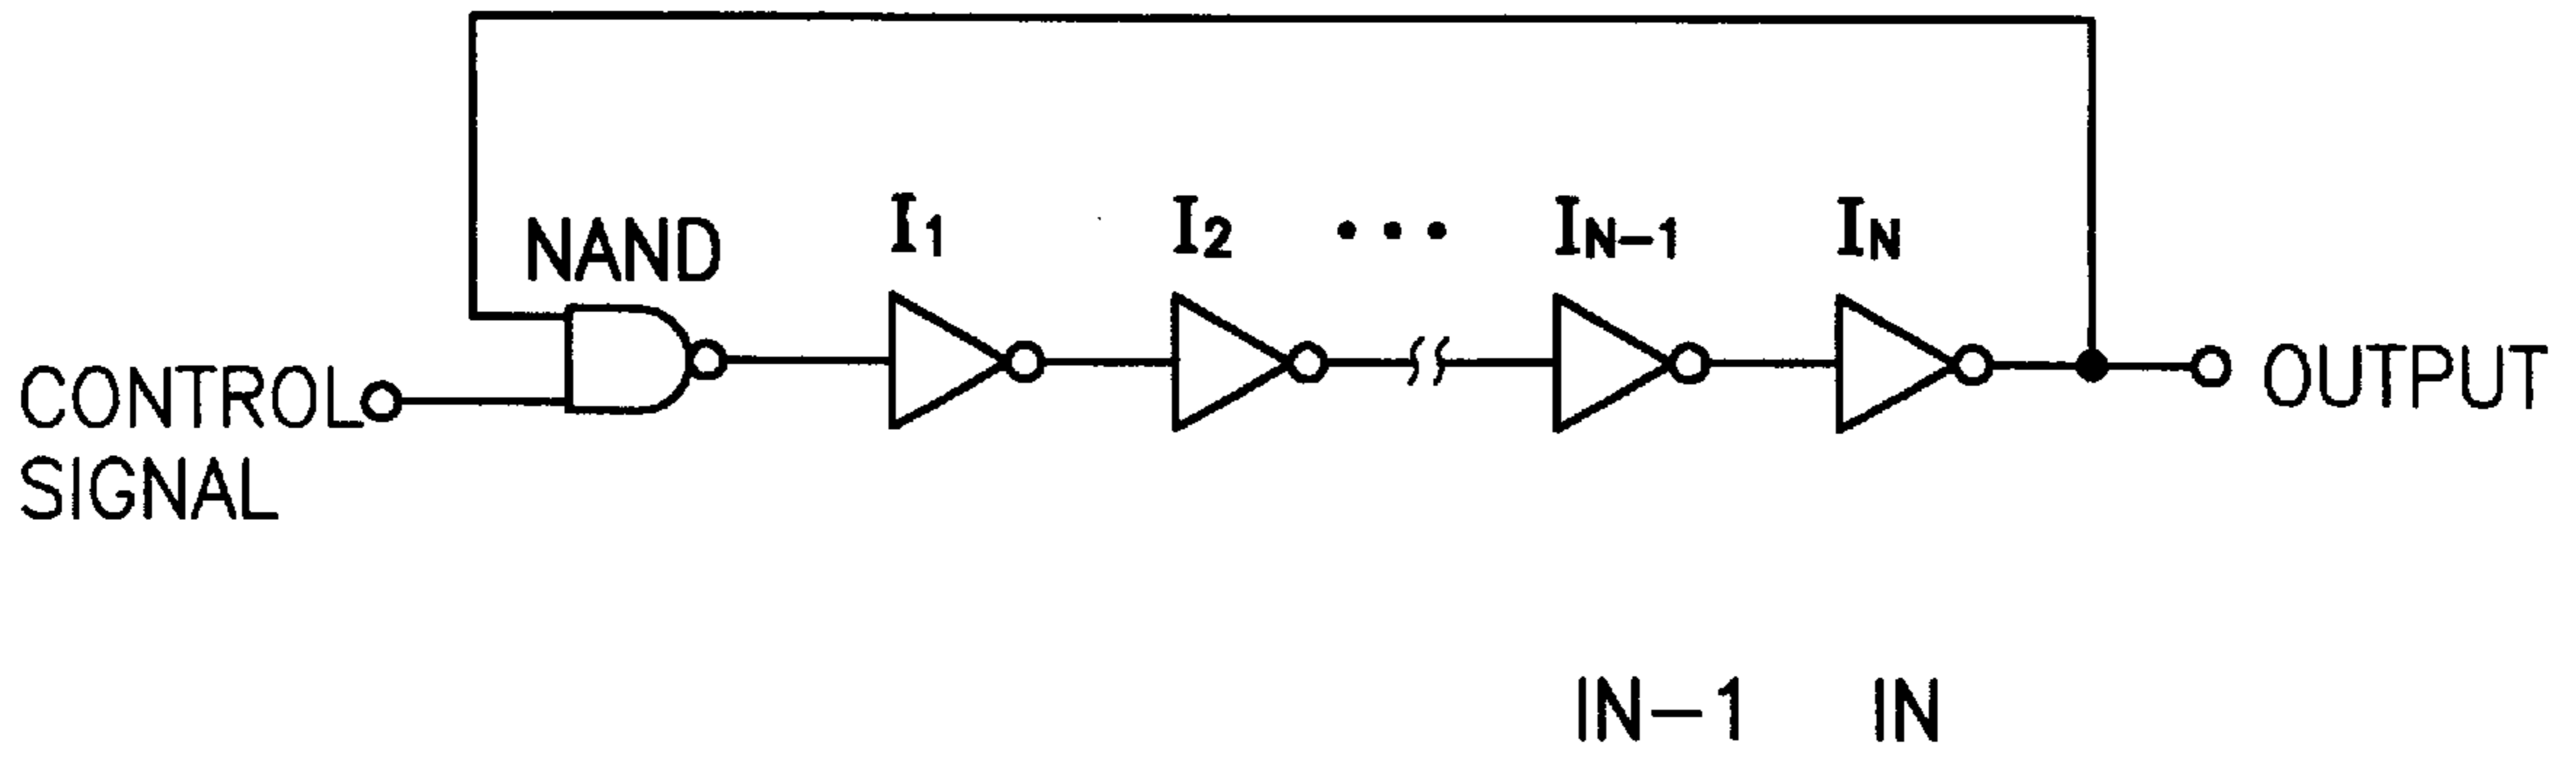 NAND I1 I2 ... IN-1 IN
CONTROL
SIGNAL
OUTPUT
IN-1 IN